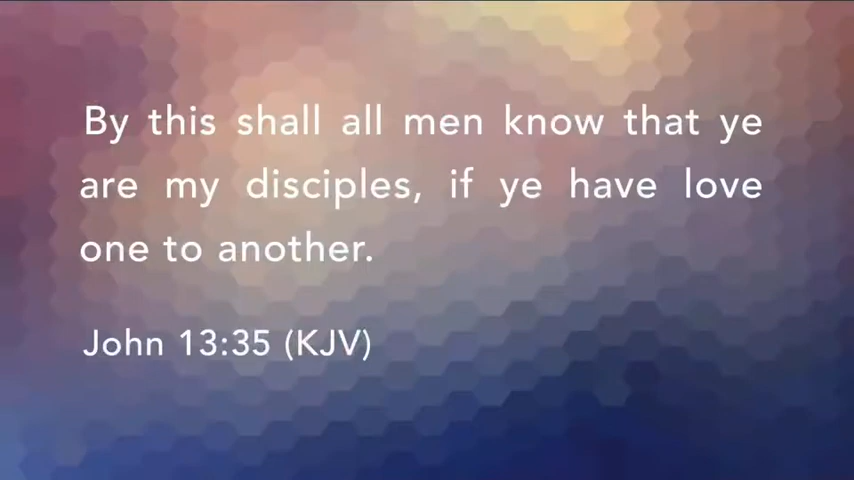 By this shall all men know that ye
are my disciples, if ye have love
one to another.
John 13:35 (KJV)